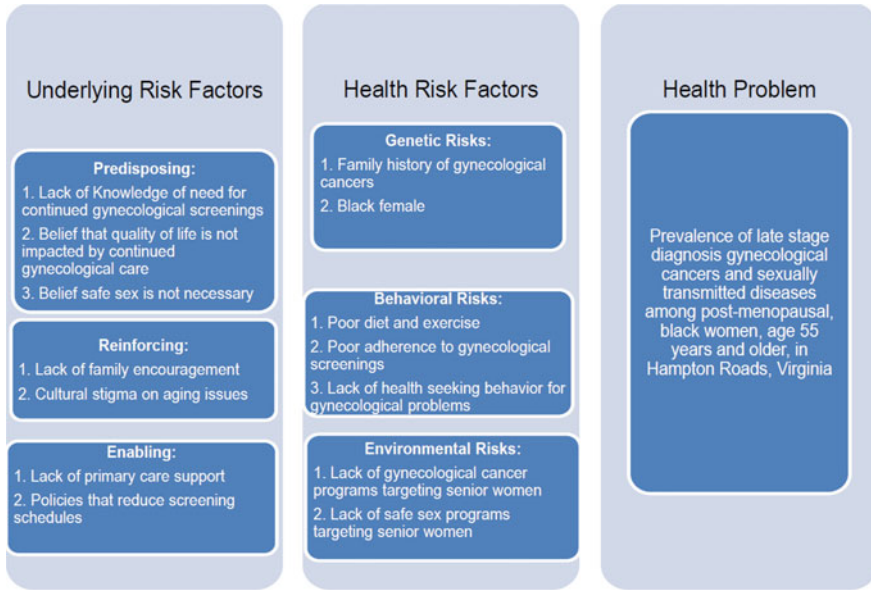 Underlying Risk Factors
Predisposing:
1. Lack of Knowledge of need for
continued gynecological screenings
2. Belief that quality of life is not
impacted by continued
gynecological care
3. Belief safe sex is not necessary
Reinforcing:
1. Lack of family encouragement
2. Cultural stigma on aging issues
Enabling:
1. Lack of primary care support
2. Policies that reduce screening
schedules
Health Risk Factors
Genetic Risks:
1. Family history of gynecological
cancers
2. Black female
Behavioral Risks:
1. Poor diet and exercise
2. Poor adherence to gynecological
screenings
3. Lack of health seeking behavior for
gynecological problems
Environmental Risks:
1. Lack of gynecological cancer
programs targeting senior women
2. Lack of safe sex programs
targeting senior women
Health Problem
Prevalence of late stage
diagnosis gynecological
cancers and sexually
transmitted diseases
among post-menopausal,
black women, age 55
years and older, in
Hampton Roads, Virginia